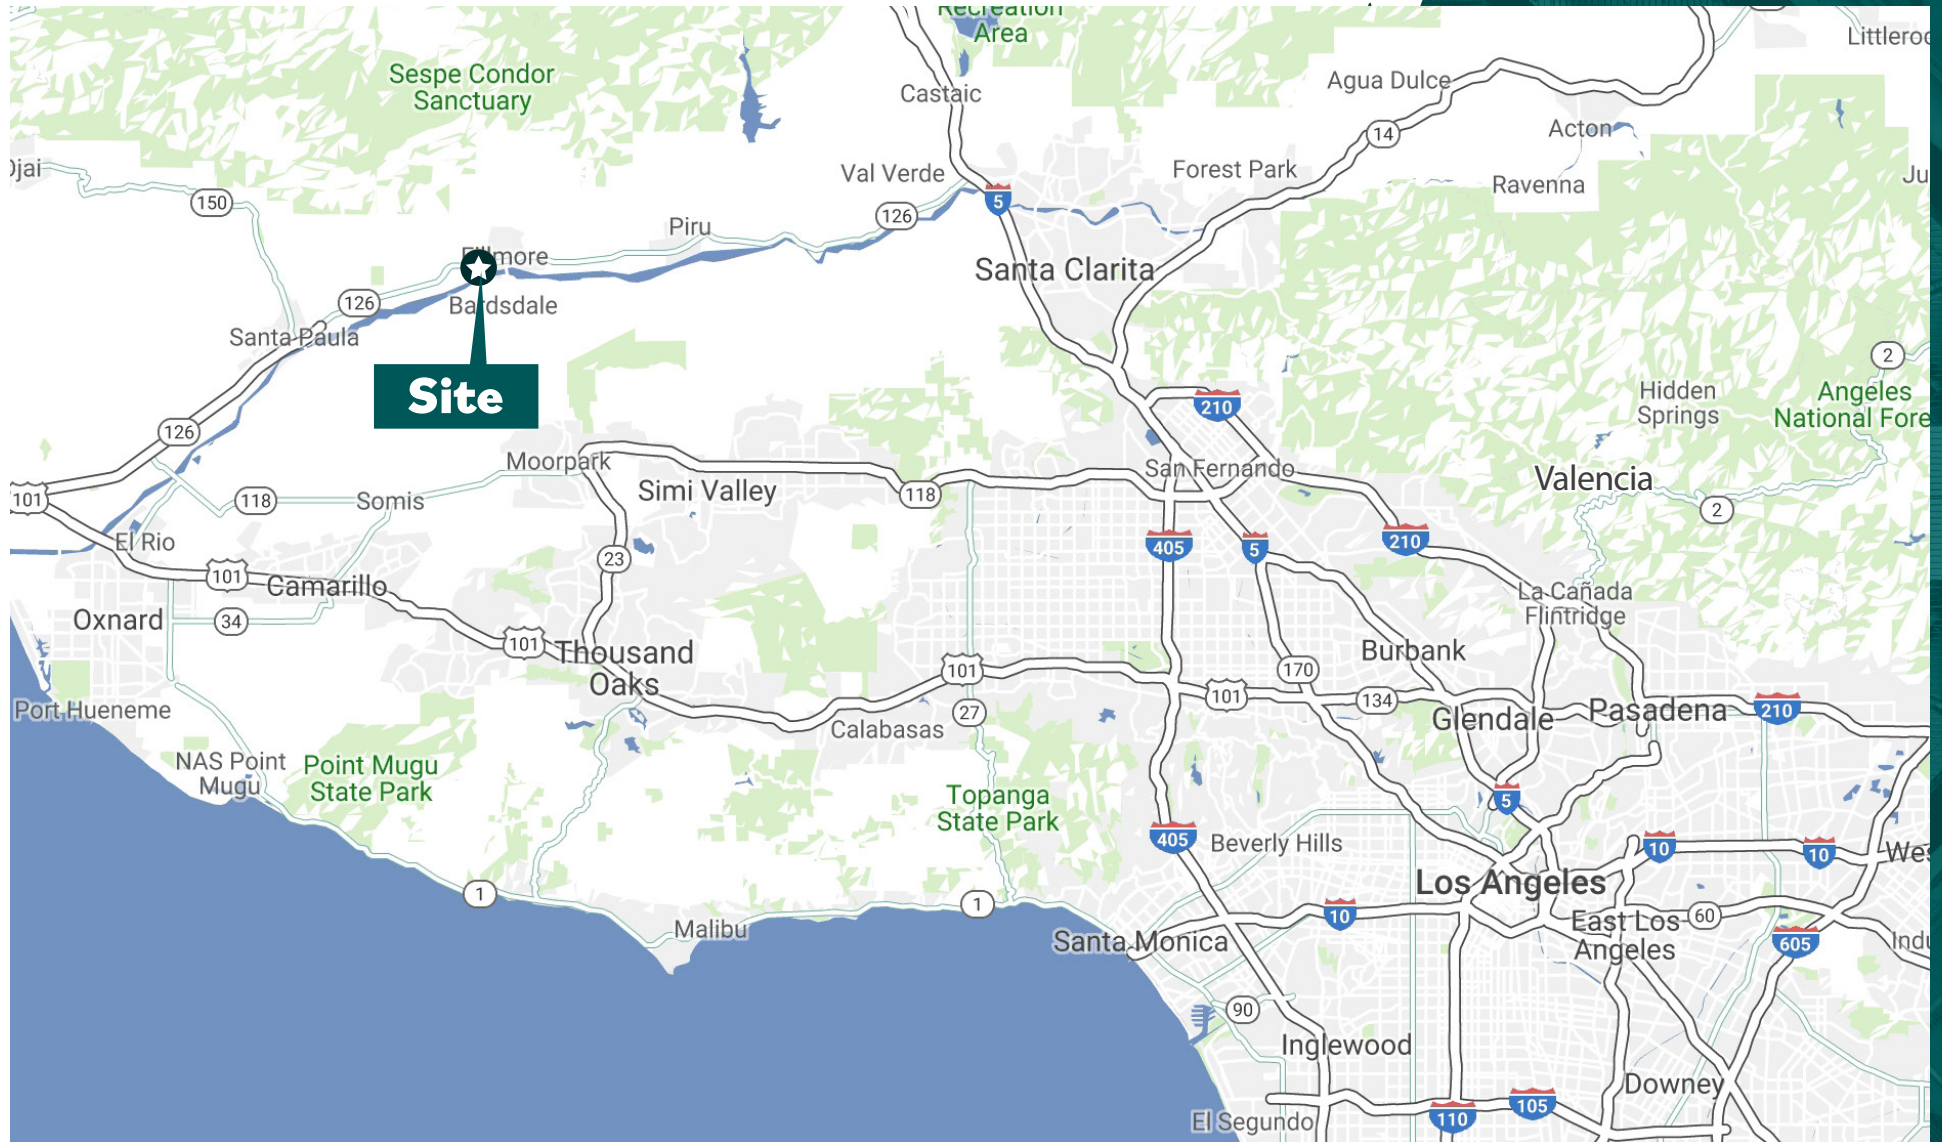 Recreation
Area
Littleroc
Sespe Condor
Sanctuary
Castaic
Agua Dulce
14
Acton
Ojai
150
Val Verde
5
Forest Park
Ravenna
Ju
126
Piru
Fillmore
Santa Clarita
126
Bardsdale
Santa Paula
Site
2
210
Hidden
Springs
Angeles
National Fore
126
Moorpark
San Fernando
Valencia
101
118
Somis
Simi Valley
118
2
El Rio
23
405
5
210
101
Camarillo
La Cañada
Flintridge
Oxnard
34
101
Thousand
Oaks
101
170
Burbank
101
134
Port Hueneme
27
Calabasas
Glendale
Pasadena
210
NAS Point
Mugu
Point Mugu
State Park
Topanga
State Park
5
405
Beverly Hills
10
10
Wes
1
1
Los Angeles
10
Malibu
Santa Monica
East Los
Angeles
60
605
Indu
90
Inglewood
Downey
El Segundo
110
105